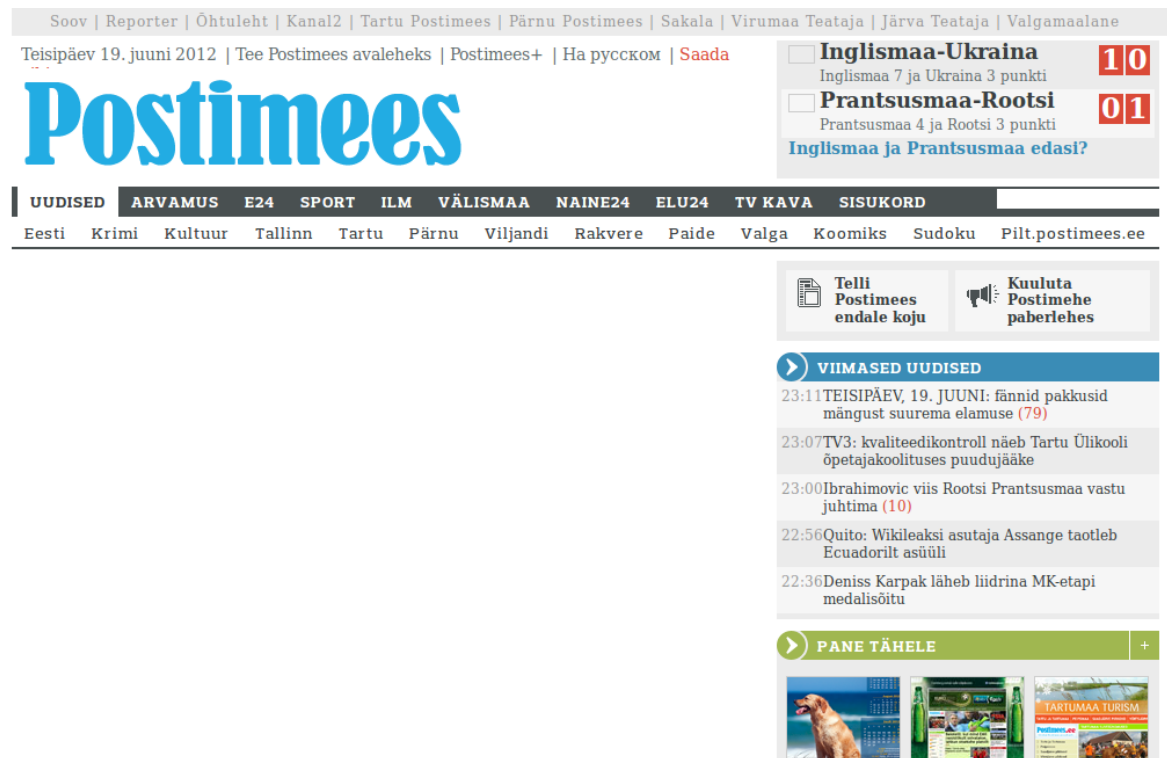 Soov | Reporter | Õhtuleht | Kanal2 | Tartu Postimees | Pärnu Postimees | Sakala | Virumaa Teataja | Järva Teataja | Valgamaalane
Teisipäev 19. juuni 2012 | Tee Postimees avaleheks | Postimees+ | На русском | Saada
Postimees
Inglismaa-Ukraina 1 0
Inglismaa 7 ja Ukraina 3 punkti
Prantsusmaa-Rootsi 0 1
Prantsusmaa 4 ja Rootsi 3 punkti
Inglismaa ja Prantsusmaa edasi?
UUDISED ARVAMUS E24 SPORT ILM VÄLISMAA NAINE24 ELU24 TV KAVA SISUKORD
Eesti Krimi Kultuur Tallinn Tartu Pärnu Viljandi Rakvere Paide Valga Koomiks Sudoku Pilt.postimees.ee
Telli
Postimees
endale koju
Kuuluta
Postimehe
paberlehes
VIIMASED UUDISED
23:11 TEISIPÄEV, 19. JUUNI: fännid pakkusid
mängust suurema elamuse (79)
23:07 TV3: kvaliteedikontroll näeb Tartu Ülikooli
õpetajakoolituses puudujääke
23:00 Ibrahimovic viis Rootsi Prantsusmaa vastu
juhtima (10)
22:56 Quito: Wikileaksi asutaja Assange taotleb
Ecuadorilt asüüli
22:36 Deniss Karpak läheb liidrina MK-etapi
medalisõitu
PANE TÄHELE +
TARTUMAA TURISM
Postimees.ee